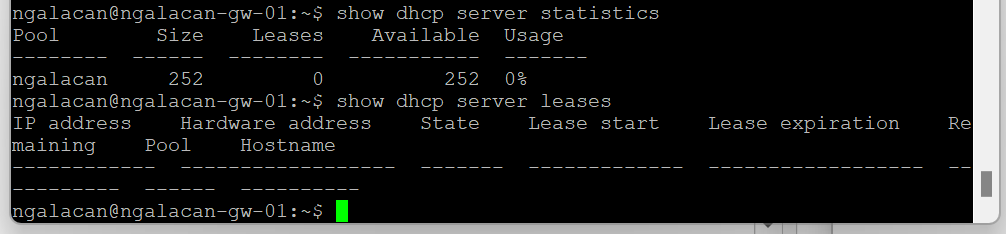 ngalacan@ngalacan-gw-01:~$ show dhcp server statistics
Pool        Size    Leases    Available  Usage
--------  ------  --------  -----------  -------
ngalacan     252         0          252  0%
ngalacan@ngalacan-gw-01:~$ show dhcp server leases
IP address    Hardware address    State    Lease start    Lease expiration    Re
maining    Pool    Hostname
------------  ------------------  -------  -------------  ------------------  --
---------  ------  ----------
ngalacan@ngalacan-gw-01:~$